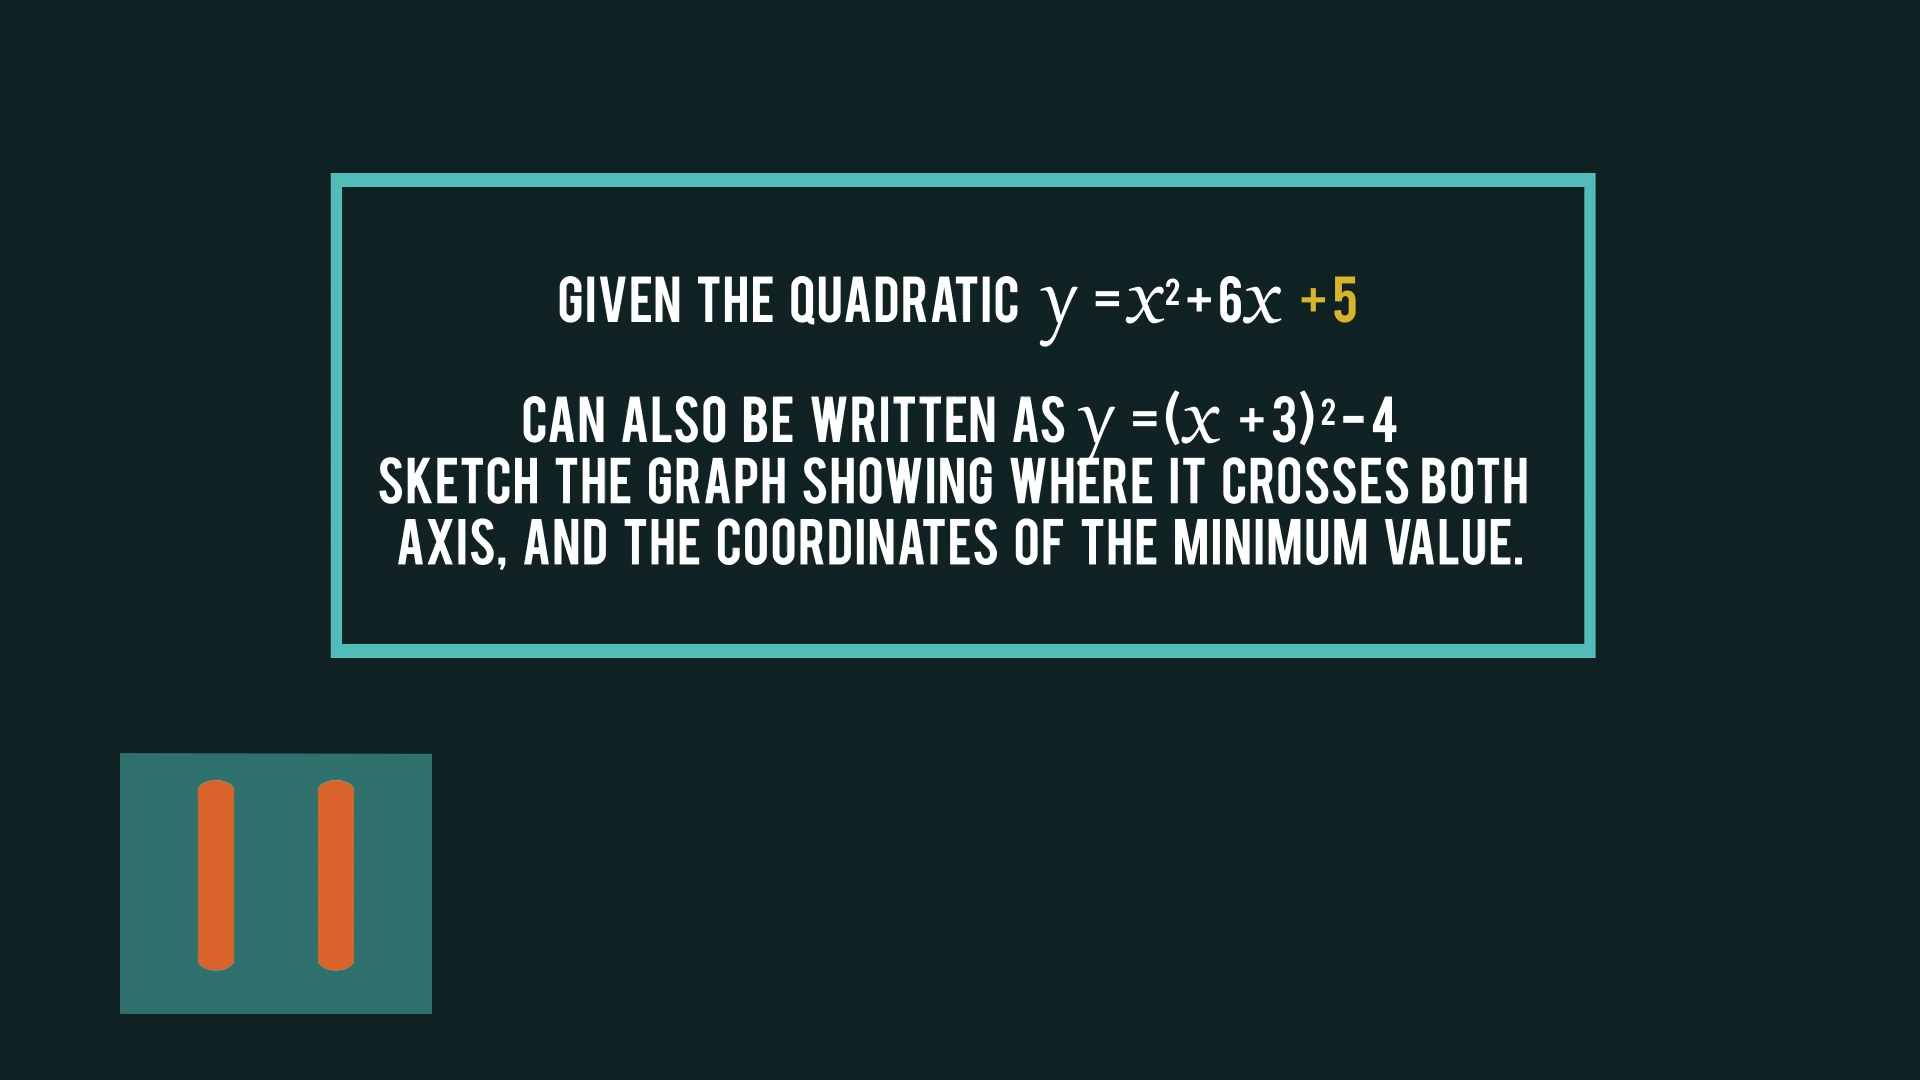 GIVEN THE QUADRATIC y =x²+6x +5
CAN ALSO BE WRITTEN AS y =(x +3)²-4
SKETCH THE GRAPH SHOWING WHERE IT CROSSES BOTH
AXIS, AND THE COORDINATES OF THE MINIMUM VALUE.